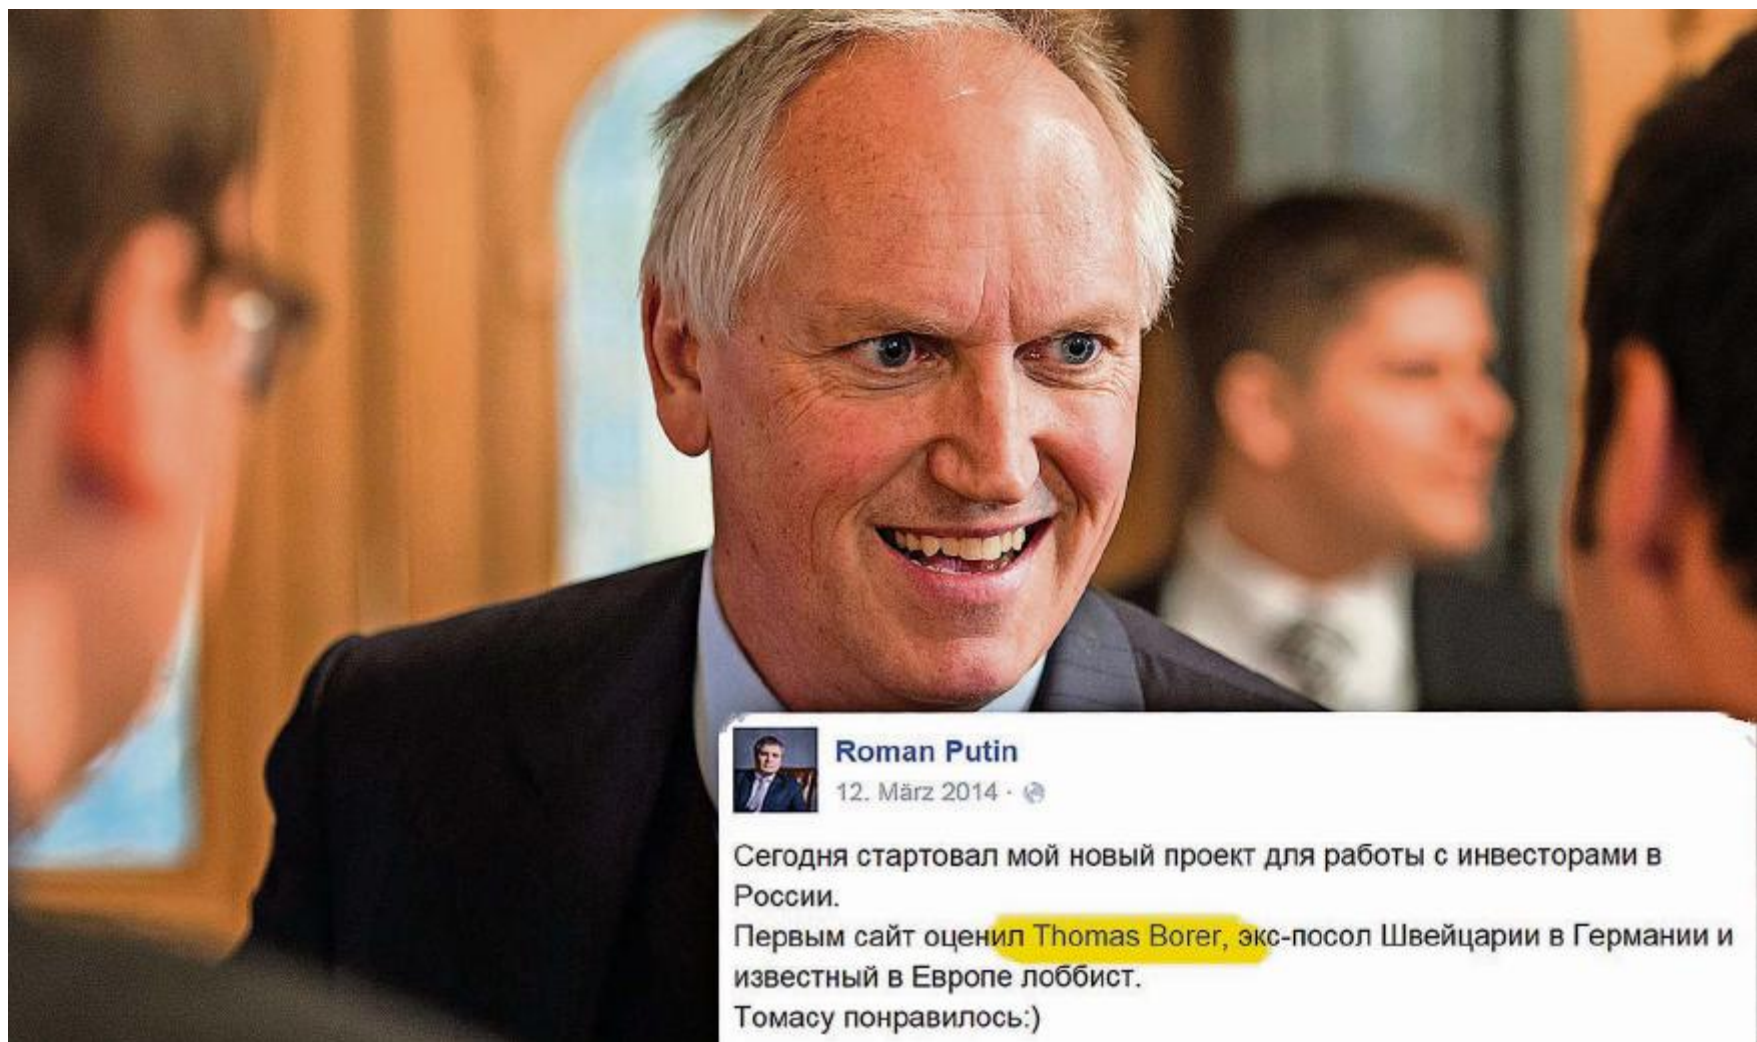 Roman Putin
12. März 2014 ·
Сегодня стартовал мой новый проект для работы с инвесторами в
России.
Первым сайт оценил Thomas Borer, экс-посол Швейцарии в Германии и
известный в Европе лоббист.
Томасу понравилось:)